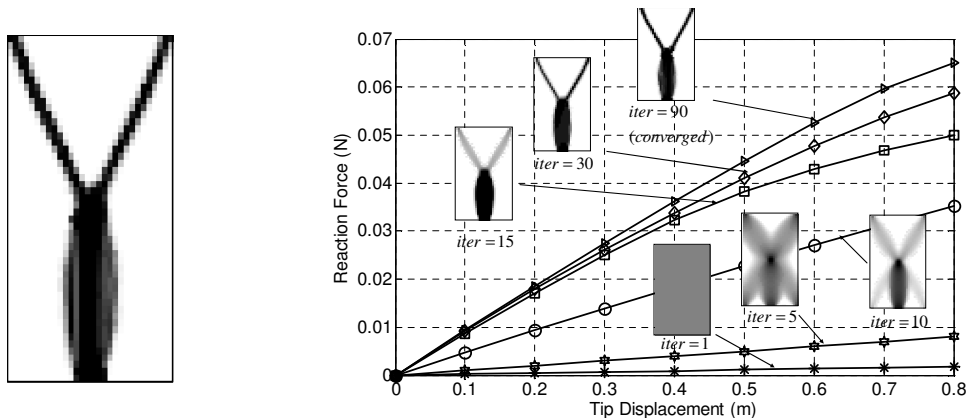 0.07
0.06
0.05
0.04
0.03
0.02
0.01
0
Reaction Force (N)
iter = 90
(converged)
iter = 30
iter = 15
iter = 1
iter = 5
iter = 10
0 0.1 0.2 0.3 0.4 0.5 0.6 0.7 0.8
Tip Displacement (m)